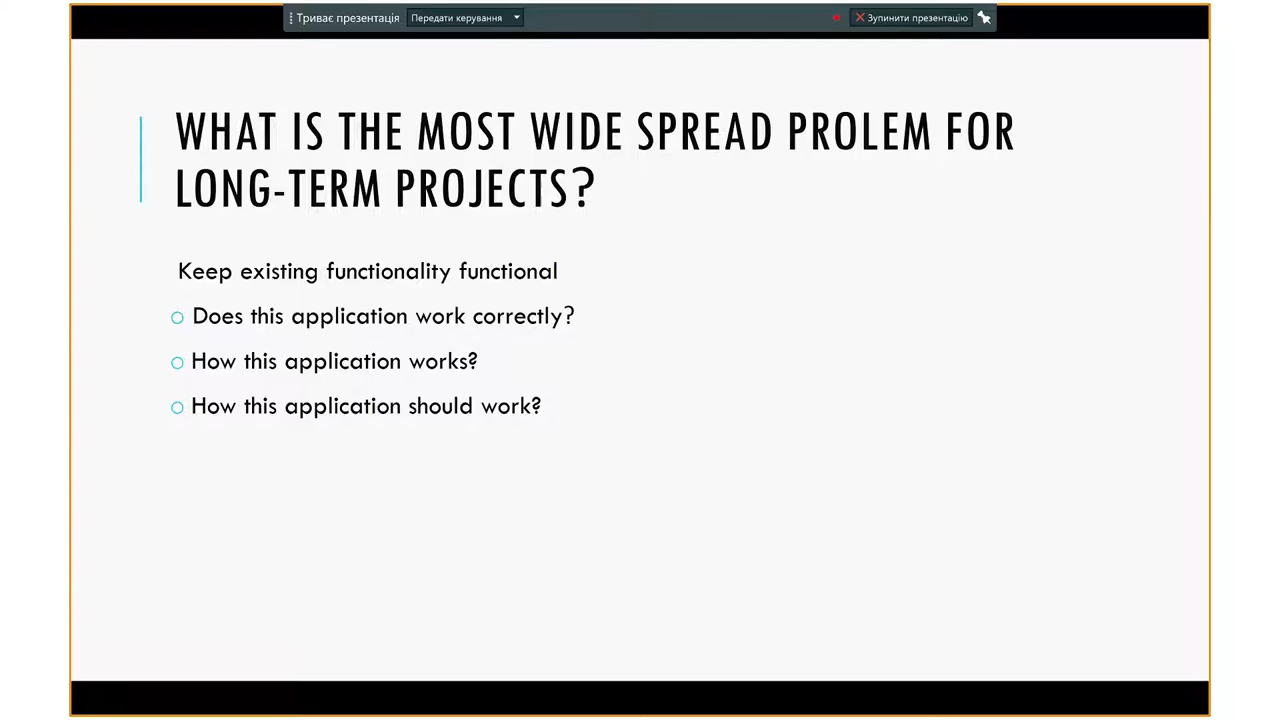 Триває презентація Передати керування Зупинити презентацію
WHAT IS THE MOST WIDE SPREAD PROLEM FOR
LONG-TERM PROJECTS?
Keep existing functionality functional
Does this application work correctly?
How this application works?
How this application should work?